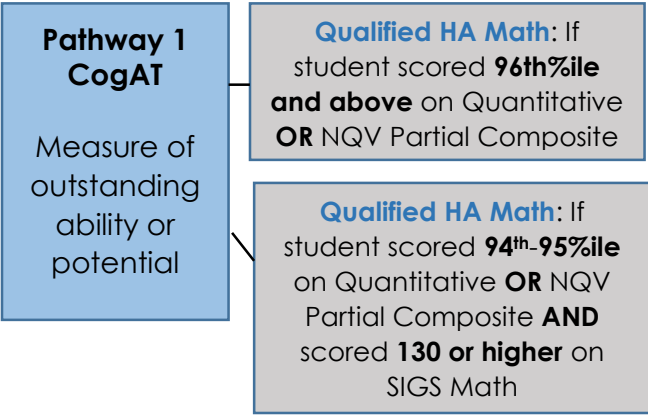 Pathway 1
CogAT
Measure of
outstanding
ability or
potential
Qualified HA Math: If
student scored 96th%ile
and above on Quantitative
OR NQV Partial Composite
Qualified HA Math: If
student scored 94th-95%ile
on Quantitative OR NQV
Partial Composite AND
scored 130 or higher on
SIGS Math